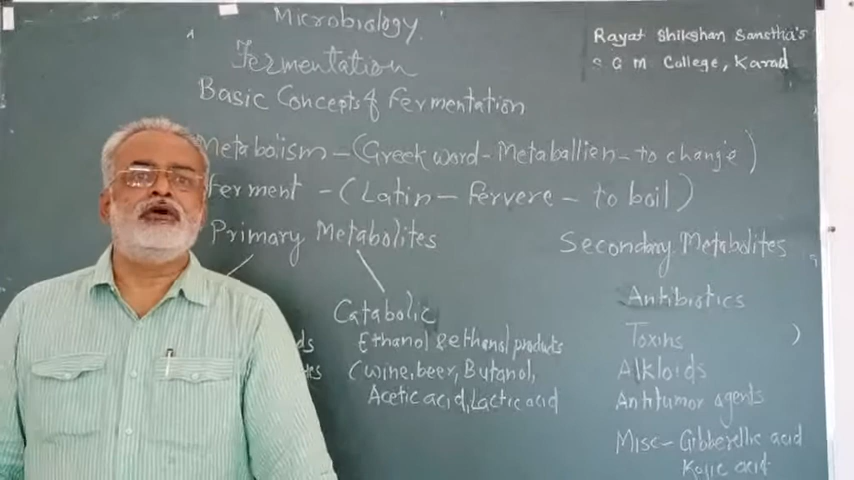 Microbiology
Rayat Shikshan Sanstha's
S G M College, Karad
Fermentation
Basic Concepts of Fermentation
Metabolism - (Greek word - Metaballien - to change)
Ferment - (Latin - fervere - to boil)
Primary Metabolites
Secondary Metabolites
Catabolic
Ethanol & ethanol products
(wine, beer, Butanol,
Acetic acid, Lactic acid
Antibiotics
Toxins )
Alkloids
Antitumor agents
Misc - Gibberellic acid
Kojic acid